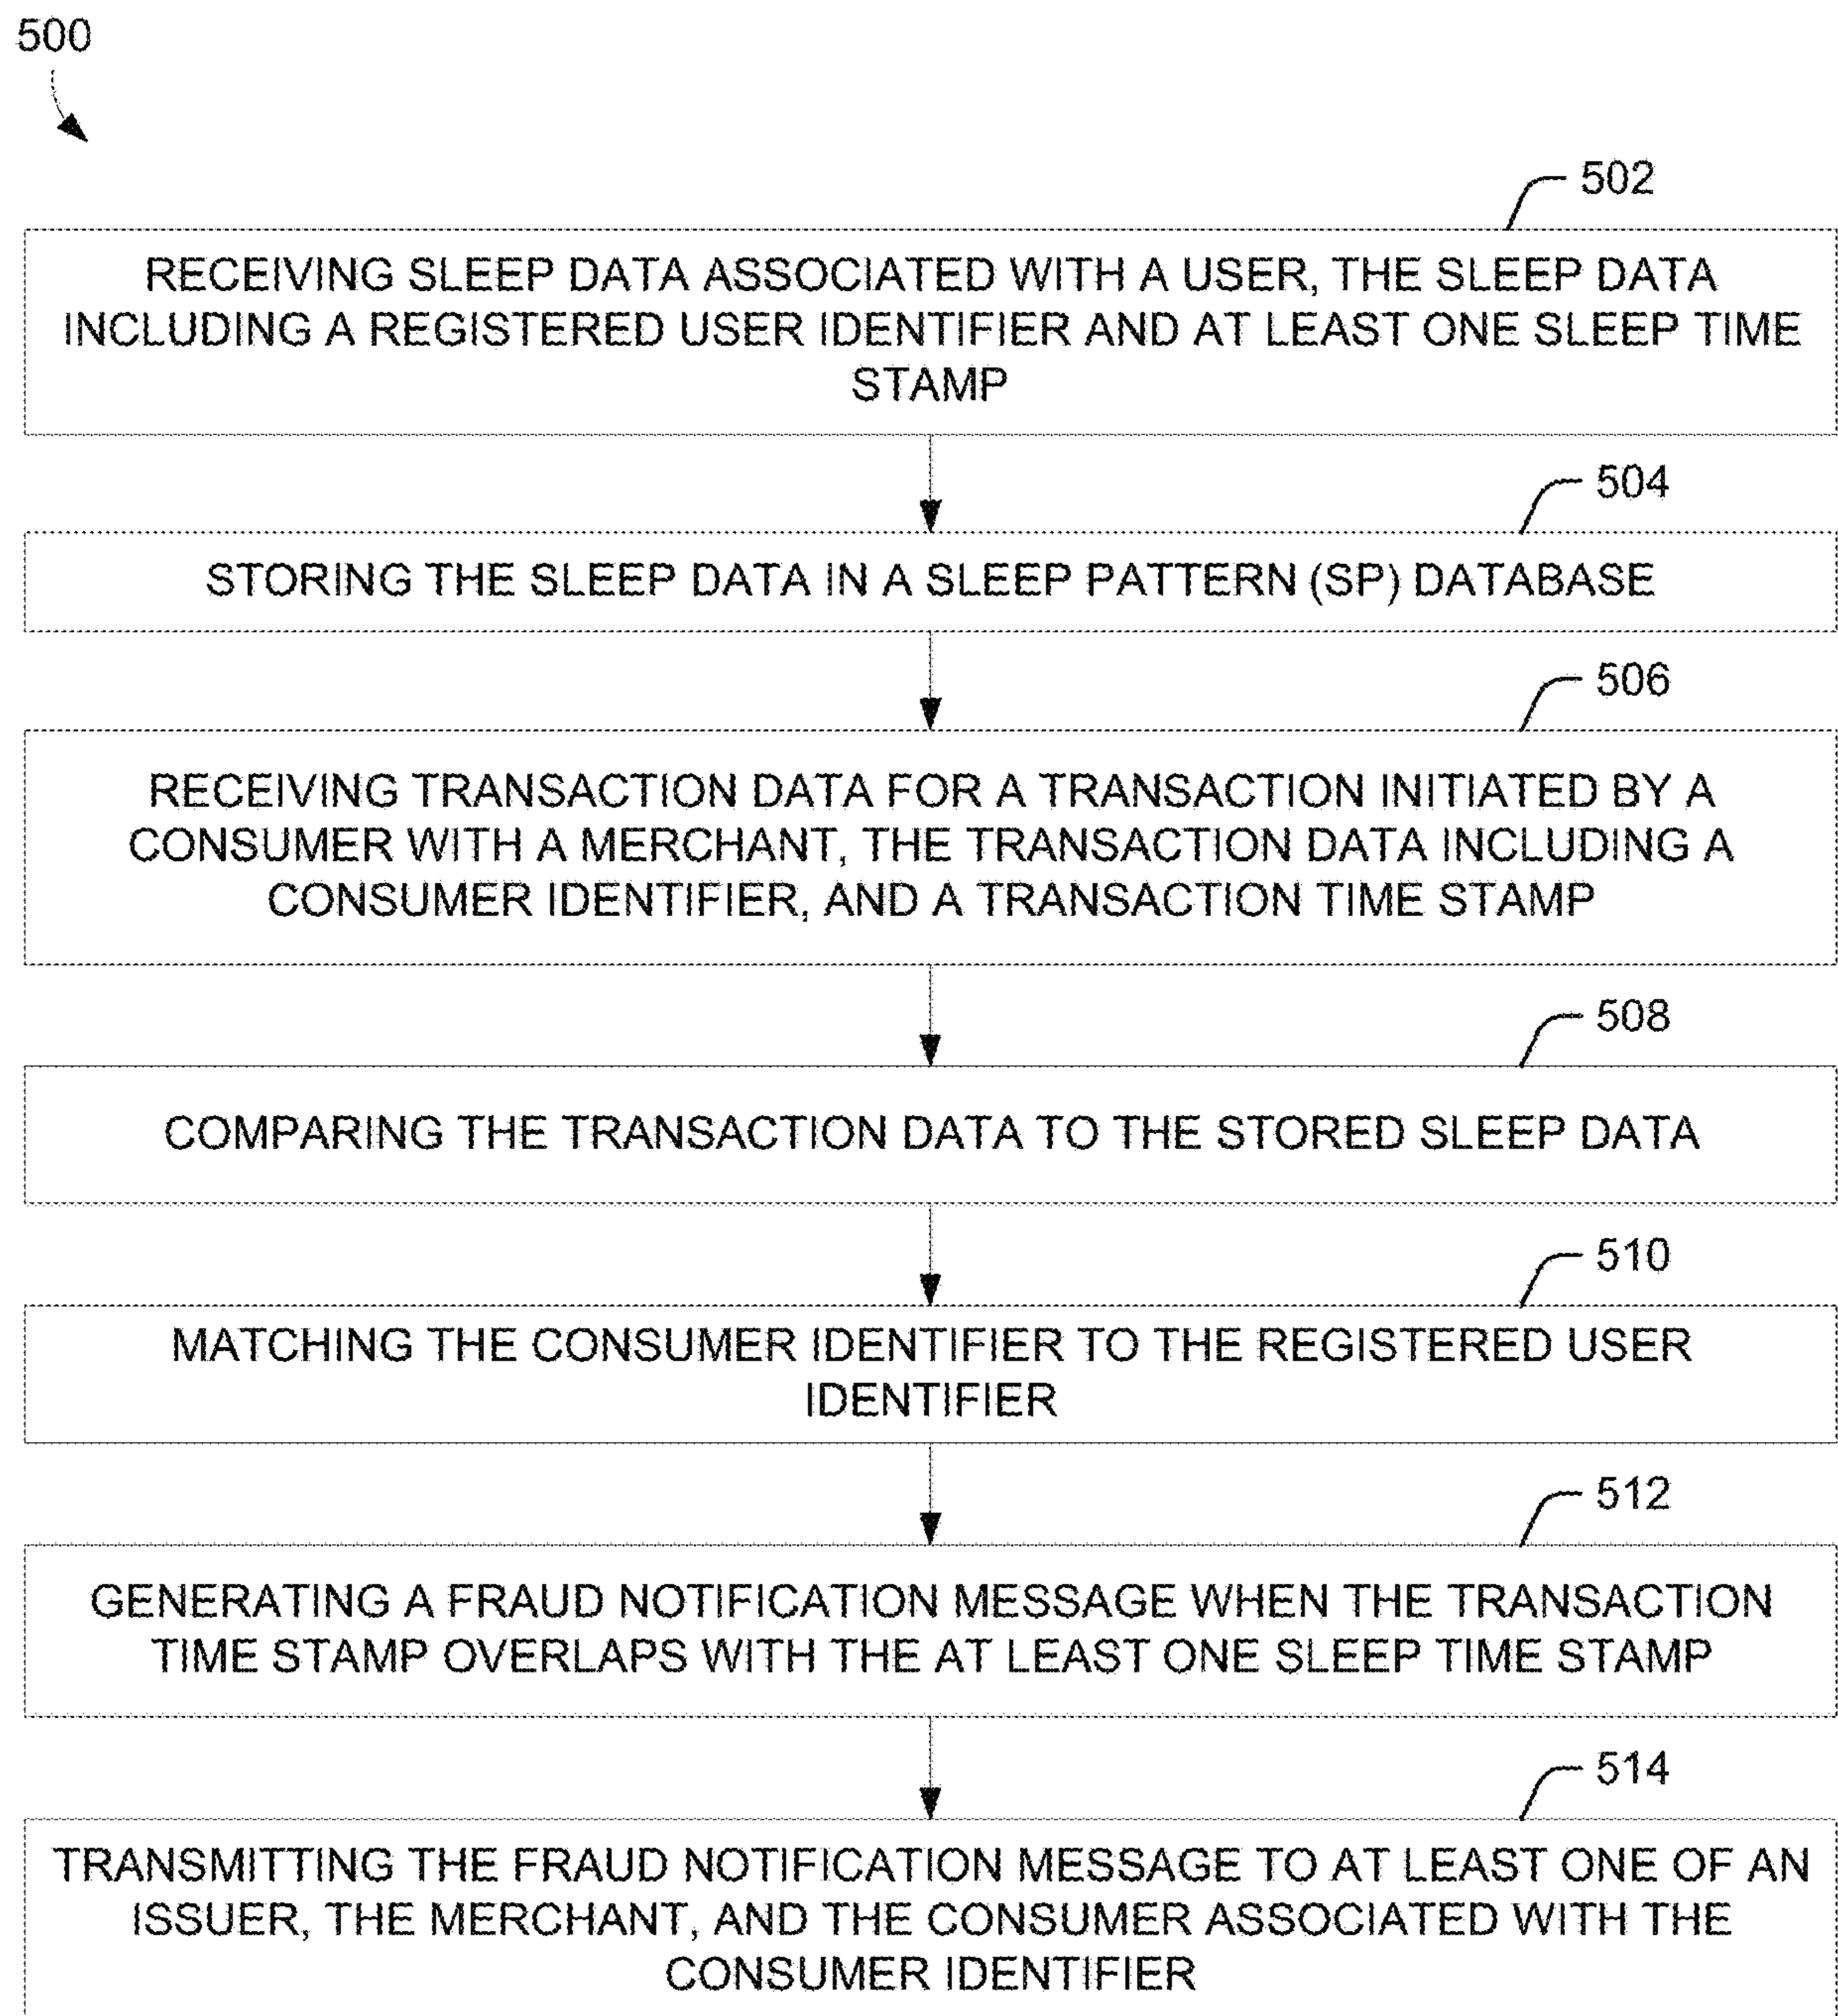 500
502
RECEIVING SLEEP DATA ASSOCIATED WITH A USER, THE SLEEP DATA
INCLUDING A REGISTERED USER IDENTIFIER AND AT LEAST ONE SLEEP TIME
STAMP
504
STORING THE SLEEP DATA IN A SLEEP PATTERN (SP) DATABASE
506
RECEIVING TRANSACTION DATA FOR A TRANSACTION INITIATED BY A
CONSUMER WITH A MERCHANT, THE TRANSACTION DATA INCLUDING A
CONSUMER IDENTIFIER, AND A TRANSACTION TIME STAMP
508
COMPARING THE TRANSACTION DATA TO THE STORED SLEEP DATA
510
MATCHING THE CONSUMER IDENTIFIER TO THE REGISTERED USER
IDENTIFIER
512
GENERATING A FRAUD NOTIFICATION MESSAGE WHEN THE TRANSACTION
TIME STAMP OVERLAPS WITH THE AT LEAST ONE SLEEP TIME STAMP
514
TRANSMITTING THE FRAUD NOTIFICATION MESSAGE TO AT LEAST ONE OF AN
ISSUER, THE MERCHANT, AND THE CONSUMER ASSOCIATED WITH THE
CONSUMER IDENTIFIER